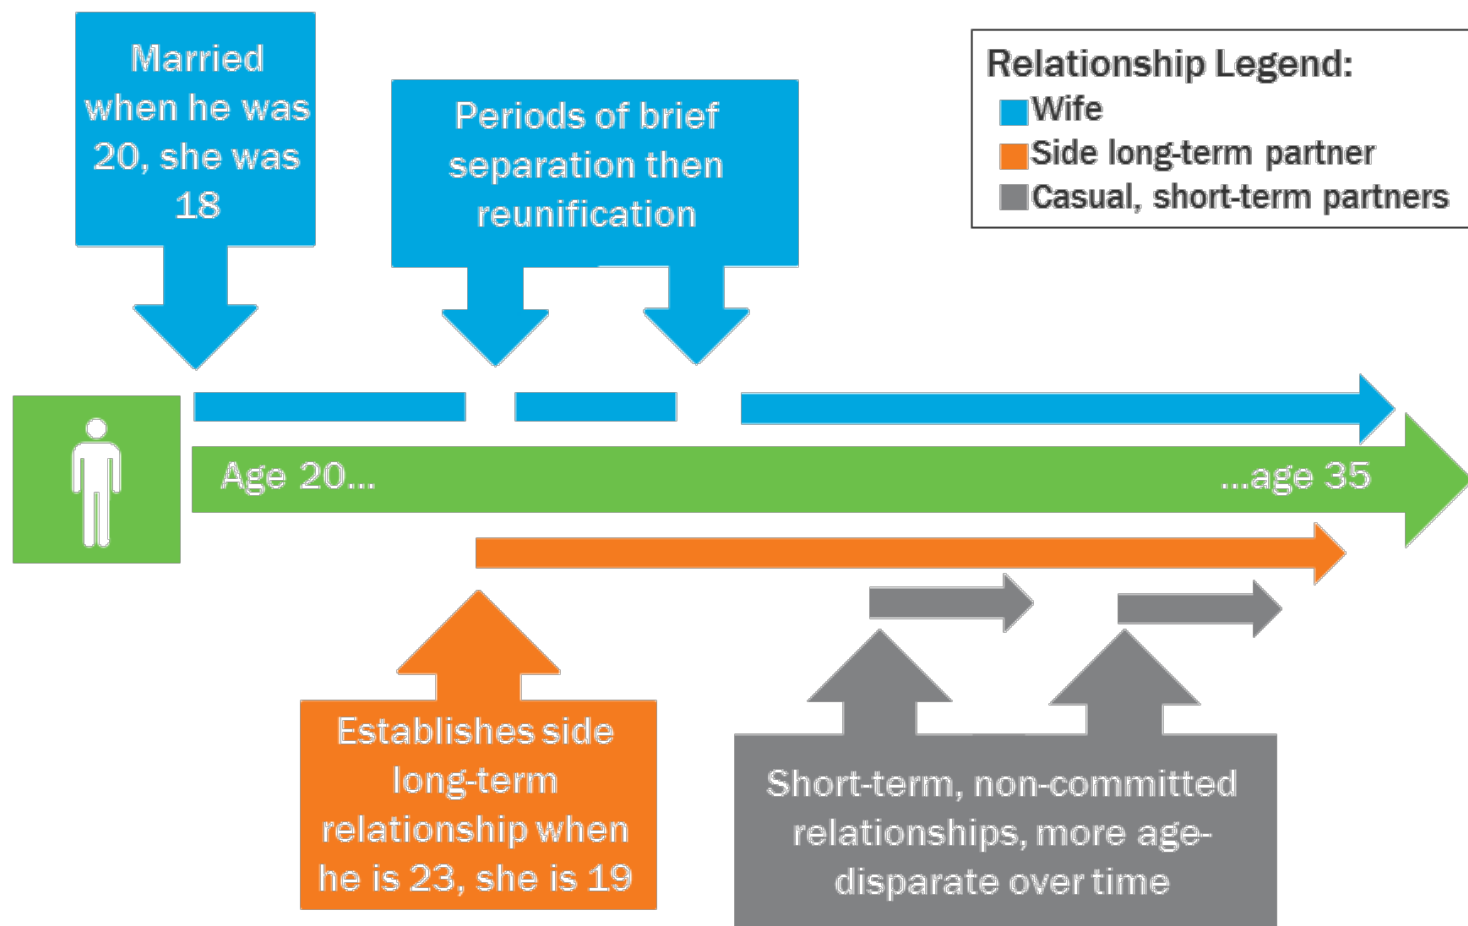 Married
when he was
20, she was
18
Periods of brief
separation then
reunification
Relationship Legend:
Wife
Side long-term partner
Casual, short-term partners
Age 20...
...age 35
Establishes side
long-term
relationship when
he is 23, she is 19
Short-term, non-committed
relationships, more age-
disparate over time